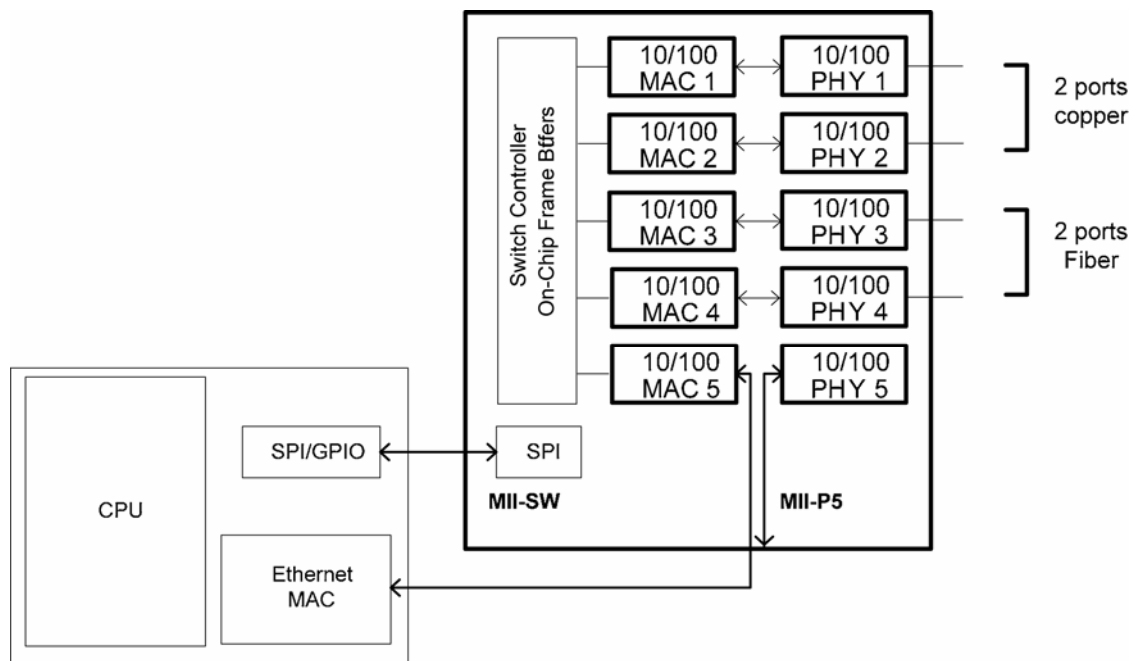 10/100
MAC 1
10/100
PHY 1
2 ports
copper
10/100
MAC 2
10/100
PHY 2
Switch Controller
On-Chip Frame Btfers
10/100
MAC 3
10/100
PHY 3
2 ports
Fiber
10/100
MAC 4
10/100
PHY 4
10/100
MAC 5
10/100
PHY 5
SPI/GPIO
SPI
MII-SW
MII-P5
CPU
Ethernet
MAC